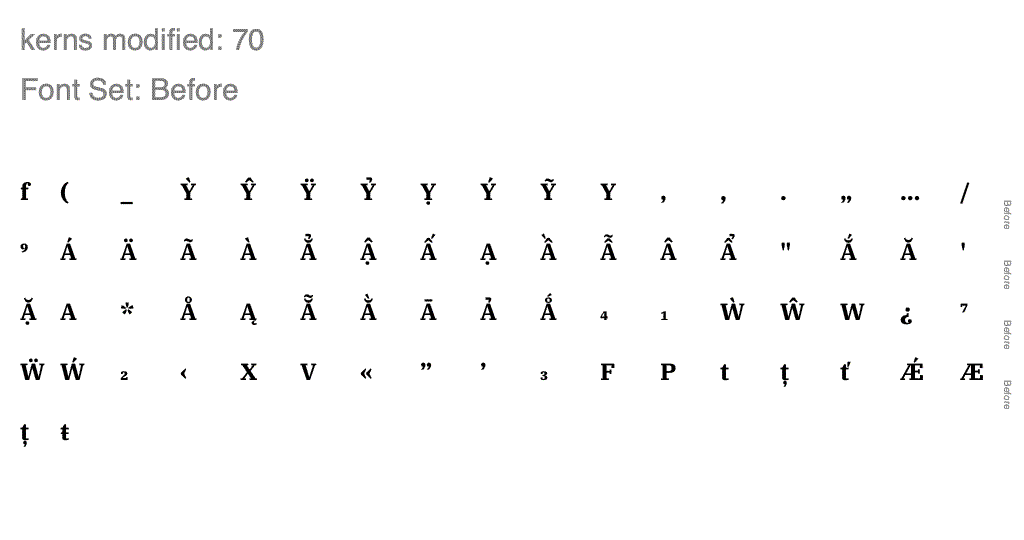 kerns modified: 70
Font Set: Before
f ( _ Ỳ Ŷ Ÿ Ỷ Ỵ Ý Ỹ Y , , . „ … /
Before
⁹ Á Ä Ã À Ẳ Ậ Ấ Ạ Ầ Ẫ Â Ẩ " Ắ Ă '
Before
Ặ A * Å Ą Ẵ Ằ Ā Ả Ǻ ₄ ₁ Ẁ Ŵ W ¿ ⁷
Before
Ẅ Ẃ ₂ ‹ X V « ” ’ ₃ F P t ț ť Ǽ Æ
Before
ţ ŧ